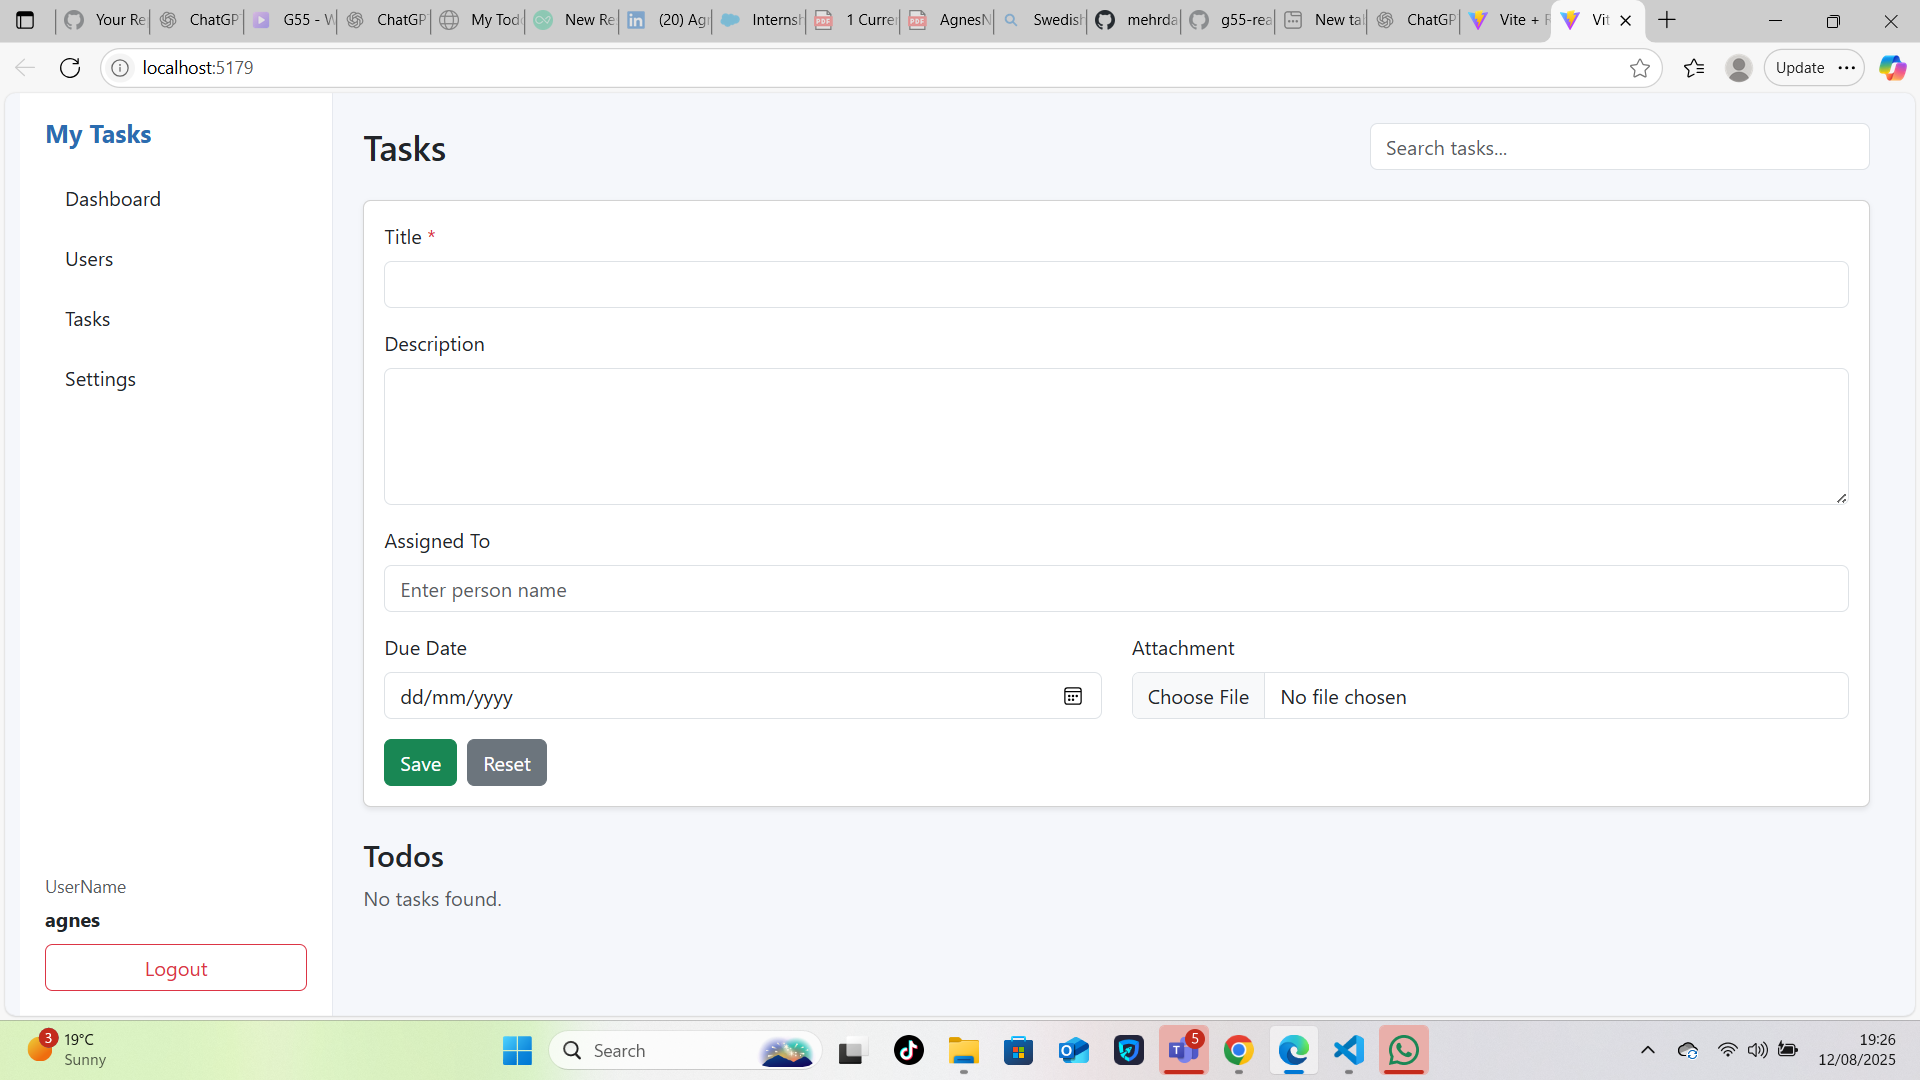 Your Re
ChatGP
G55 - W
ChatGP
My Tod
New Re
(20) Ag
Internsh
1 Curre
AgnesN
Swedish
mehrda
g55-rea
New tab
ChatGP
Vite +
Vit
localhost:5179
Update
My Tasks
Dashboard
Users
Tasks
Settings
UserName
agnes
Logout
Tasks
Search tasks...
Title *
Description
Assigned To
Enter person name
Due Date
Attachment
dd/mm/yyyy
Choose File No file chosen
Save Reset
Todos
No tasks found.
3
19°C
Sunny
Search
5
19:26
12/08/2025